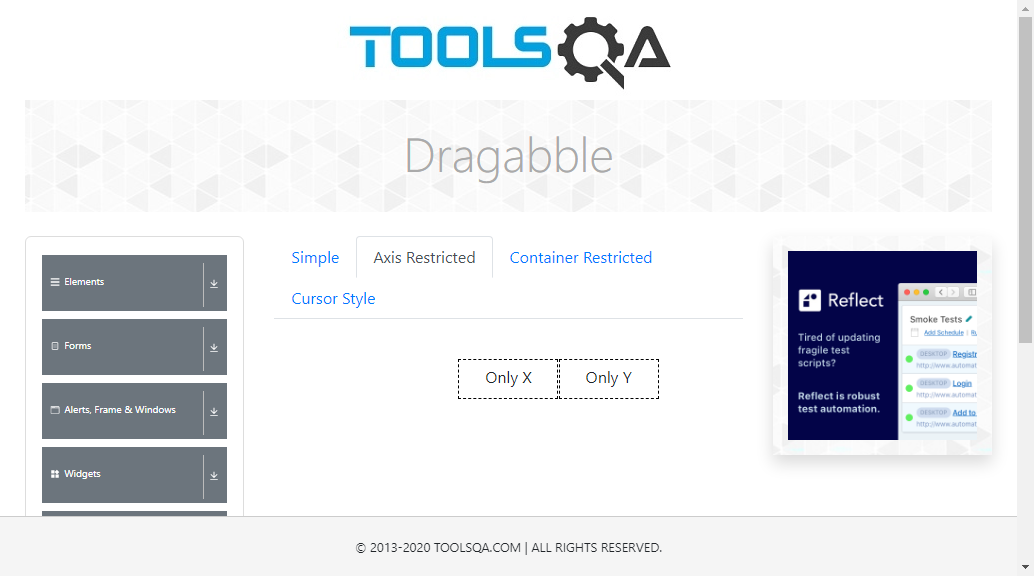 TOOLSQA
Dragabble
Elements
Forms
Alerts, Frame & Windows
Widgets
Simple
Axis Restricted
Container Restricted
Cursor Style
Only X
Only Y
Reflect
Tired of updating
fragile test
scripts?
Reflect is robust
test automation.
Smoke Tests
Add Schedule
DESKTOP Registr
http://www.automat
DESKTOP Login
http://www.automat
DESKTOP Add to
http://www.automat
© 2013-2020 TOOLSQA.COM | ALL RIGHTS RESERVED.